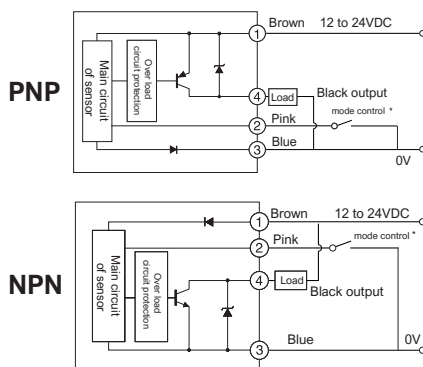 PNP
Main circuit
of sensor
Over load
circuit protection
1 Brown 12 to 24VDC
4 Load Black output
2 Pink mode control *
3 Blue
0V
NPN
Main circuit
of sensor
Over load
circuit protection
1 Brown 12 to 24VDC
2 Pink mode control *
4 Load
Black output
3 Blue 0V